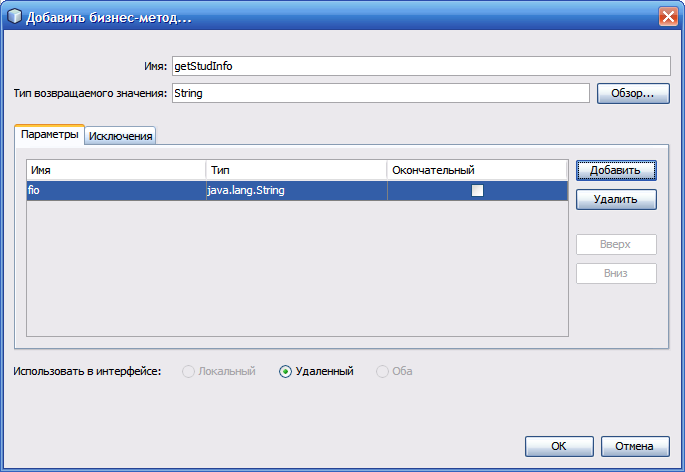 Добавить бизнес-метод...
Имя: getStudInfo
Тип возвращаемого значения: String Обзор...
Параметры Исключения
Имя Тип Окончательный Добавить
fio java.lang.String
Удалить
Вверх
Вниз
Использовать в интерфейсе: Локальный Удаленный Оба
ОК Отмена